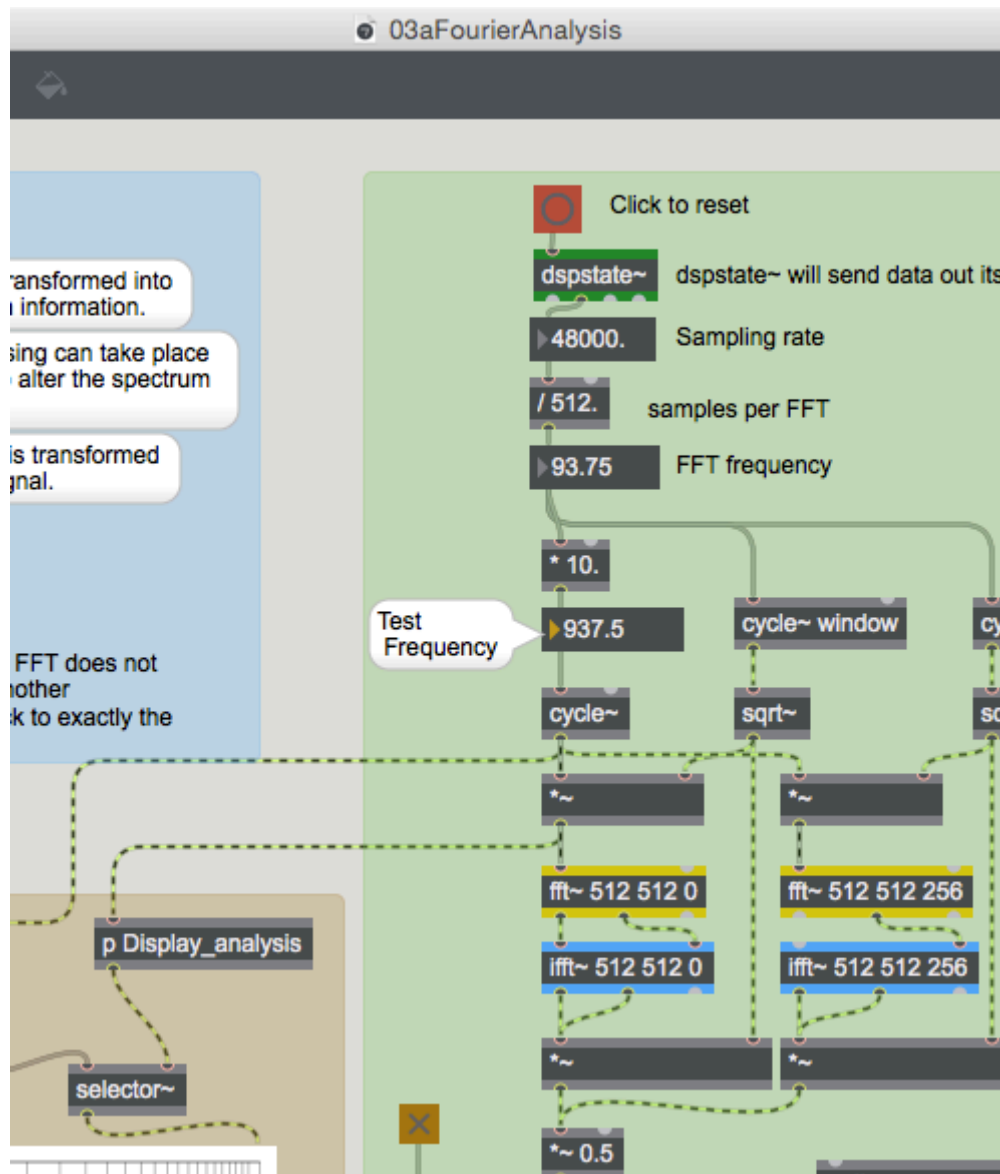 03aFourierAnalysis
Click to reset
ransformed into
information.
dspstate~
dspstate~ will send data out its
sing can take place
alter the spectrum
48000.
Sampling rate
/ 512.
samples per FFT
is transformed
gnal.
93.75
FFT frequency
* 10.
Test
Frequency
937.5
cycle~ window
cy
FFT does not
nother
k to exactly the
cycle~
sqrt~
sc
*~
*~
fft~ 512 512 0
fft~ 512 512 256
p Display_analysis
ifft~ 512 512 0
ifft~ 512 512 256
*~
*~
selector~
*~ 0.5